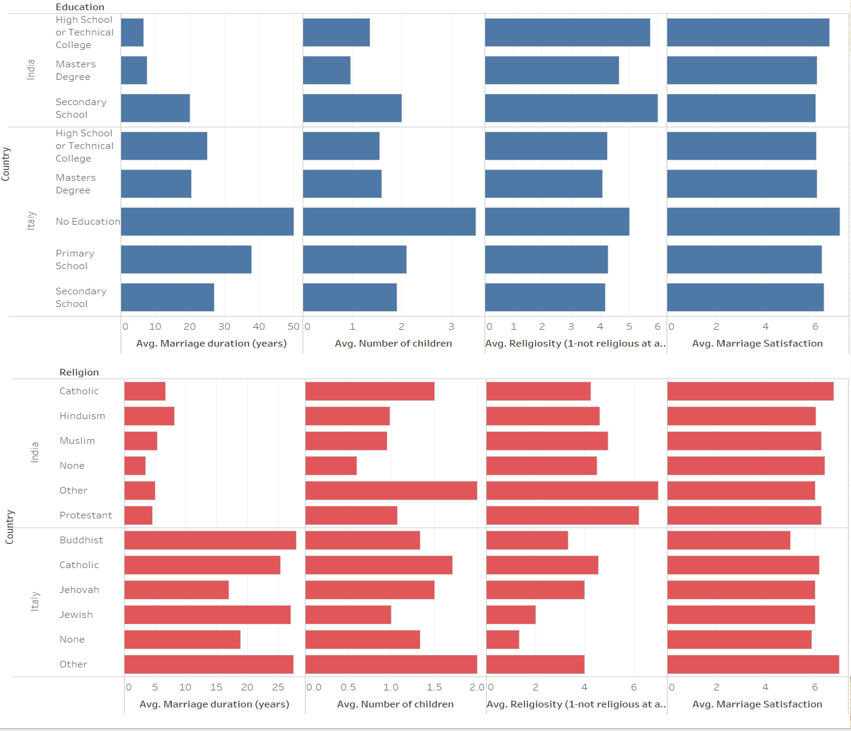 Education
High School
or Technical
College
Masters
Degree
Secondary
School
India
High School
or Technical
College
Masters
Degree
No Education
Primary
School
Secondary
School
Italy
Country
0 10 20 30 40 50
0 1 2 3
0 1 2 3 4 5 6
0 2 4 6
Avg. Marriage duration (years)
Avg. Number of children
Avg. Religiosity (1-not religious at a..
Avg. Marriage Satisfaction
Religion
Catholic
Hinduism
Muslim
None
Other
Protestant
India
Buddhist
Catholic
Jehovah
Jewish
None
Other
Italy
Country
0 5 10 15 20 25
0.0 0.5 1.0 1.5 2.0
0 2 4 6
0 2 4 6
Avg. Marriage duration (years)
Avg. Number of children
Avg. Religiosity (1-not religious at a..
Avg. Marriage Satisfaction